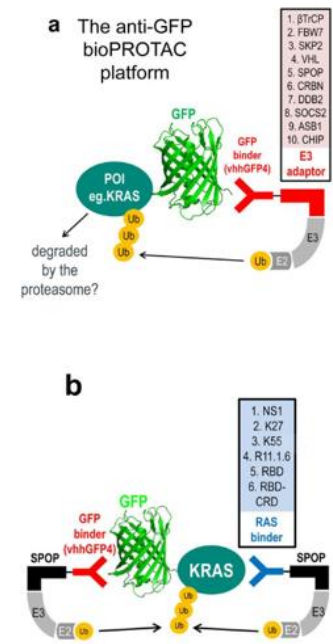 a
The anti-GFP
bioPROTAC
platform
1. βTrCP
2. FBW7
3. SKP2
4. VHL
5. SPOP
6. CRBN
7. DDB2
8. SOCS2
9. ASB1
10. CHIP
E3
adaptor
GFP
GFP
binder
(vhhGFP4)
POI
eg.KRAS
Ub
Ub
Ub
degraded
by the
proteasome?
Ub
E2
E3
b
1. NS1
2. K27
3. K55
4. R11.1.6
5. RBD
6. RBD-
CRD
RAS
binder
GFP
GFP
binder
(vhhGFP4)
SPOP
KRAS
SPOP
E3
E2
Ub
Ub
Ub
Ub
Ub
E2
E3